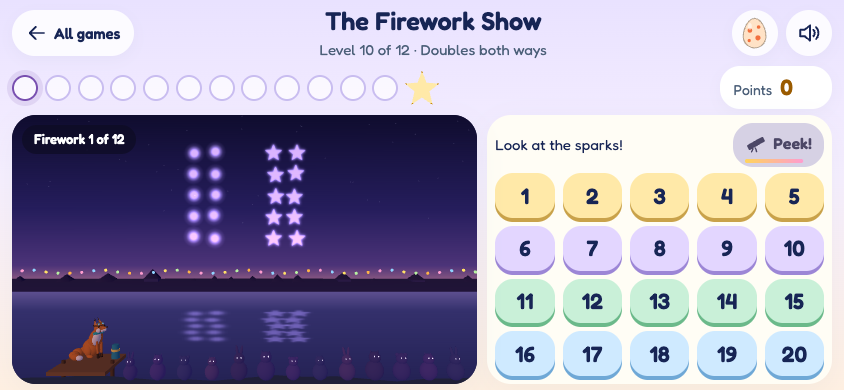 All games
The Firework Show
Level 10 of 12 · Doubles both ways
Points 0
Firework 1 of 12
Look at the sparks!
Peek!
1 2 3 4 5
6 7 8 9 10
11 12 13 14 15
16 17 18 19 20